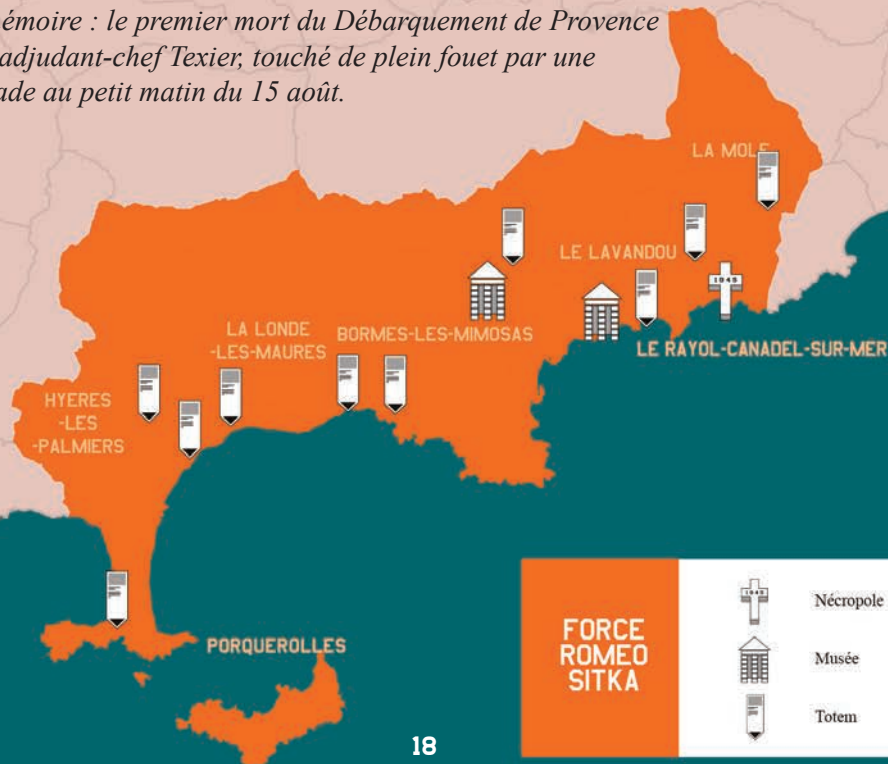 émoire : le premier mort du Débarquement de Provence
adjudant-chef Texier, touché de plein fouet par une
ade au petit matin du 15 août.
LA MOLE
LE LAVANDOU
LA LONDE
-LES-MAURES
BORMES-LES-MIMOSAS
LE RAYOL-CANADEL-SUR-MER
HYERES
-LES
-PALMIERS
PORQUEROLLES
FORCE
ROMEO
SITKA
Nécropole
Musée
Totem
18